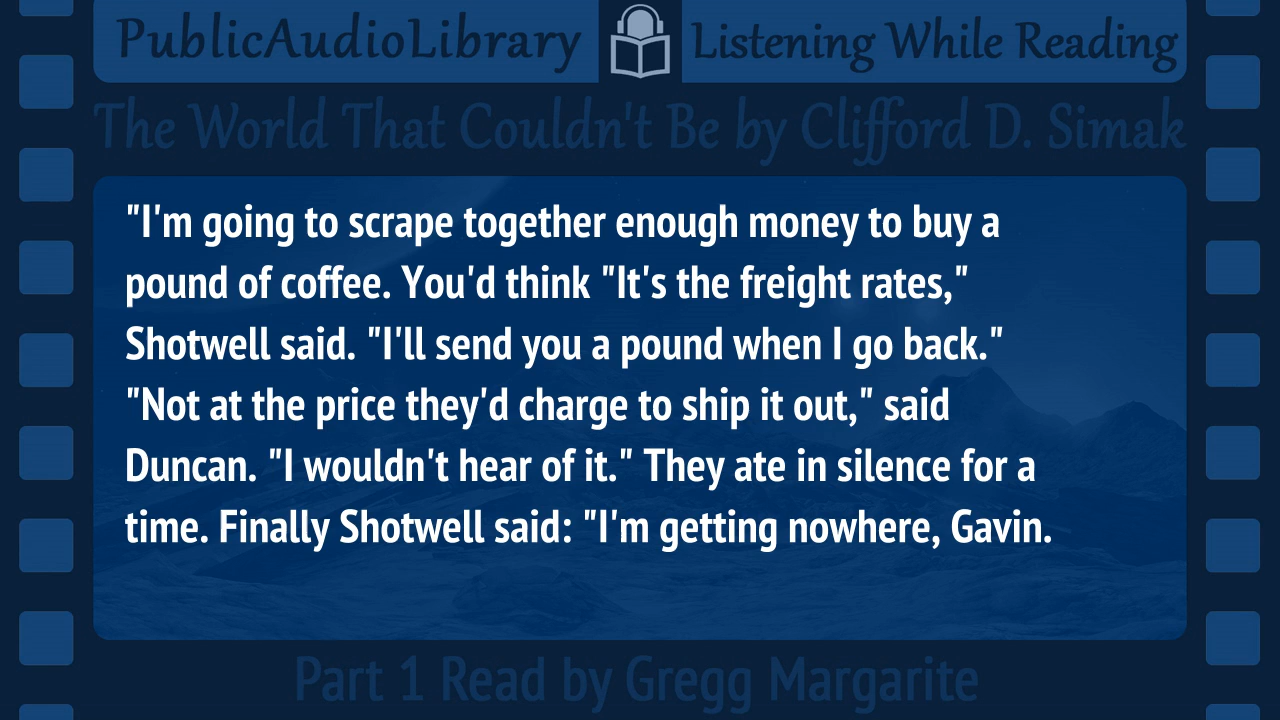 PublicAudioLibrary Listening While Reading
The World That Couldn't Be by Clifford D. Simak
"I'm going to scrape together enough money to buy a
pound of coffee. You'd think "It's the freight rates,"
Shotwell said. "I'll send you a pound when I go back."
"Not at the price they'd charge to ship it out," said
Duncan. "I wouldn't hear of it." They ate in silence for a
time. Finally Shotwell said: "I'm getting nowhere, Gavin.
Part 1 Read by Gregg Margarite